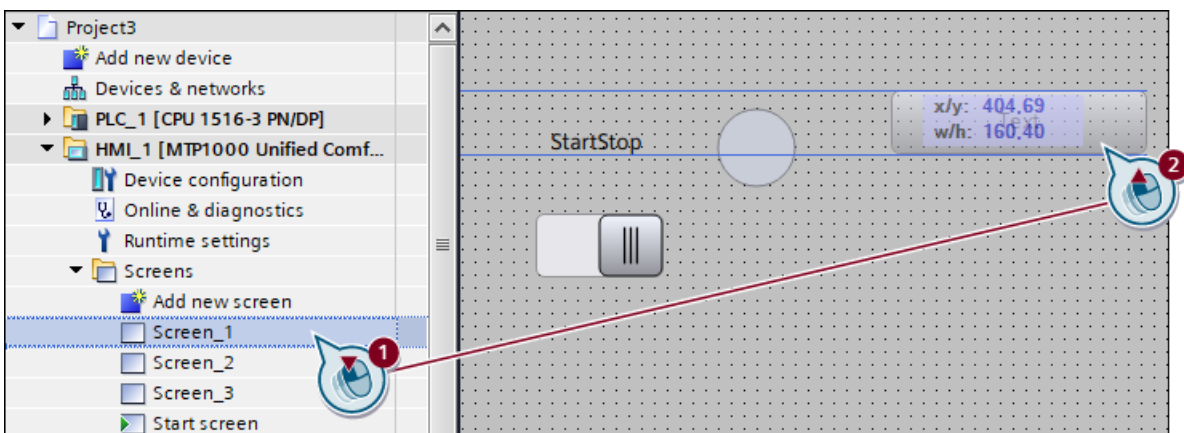 Project3
Add new device
Devices & networks
PLC_1 [CPU 1516-3 PN/DP]
HMI_1 [MTP1000 Unified Comf...
Device configuration
Online & diagnostics
Runtime settings
Screens
Add new screen
Screen_1
Screen_2
Screen_3
Start screen
StartStop
x/y: 404,69
Text
w/h: 160,40
1
2